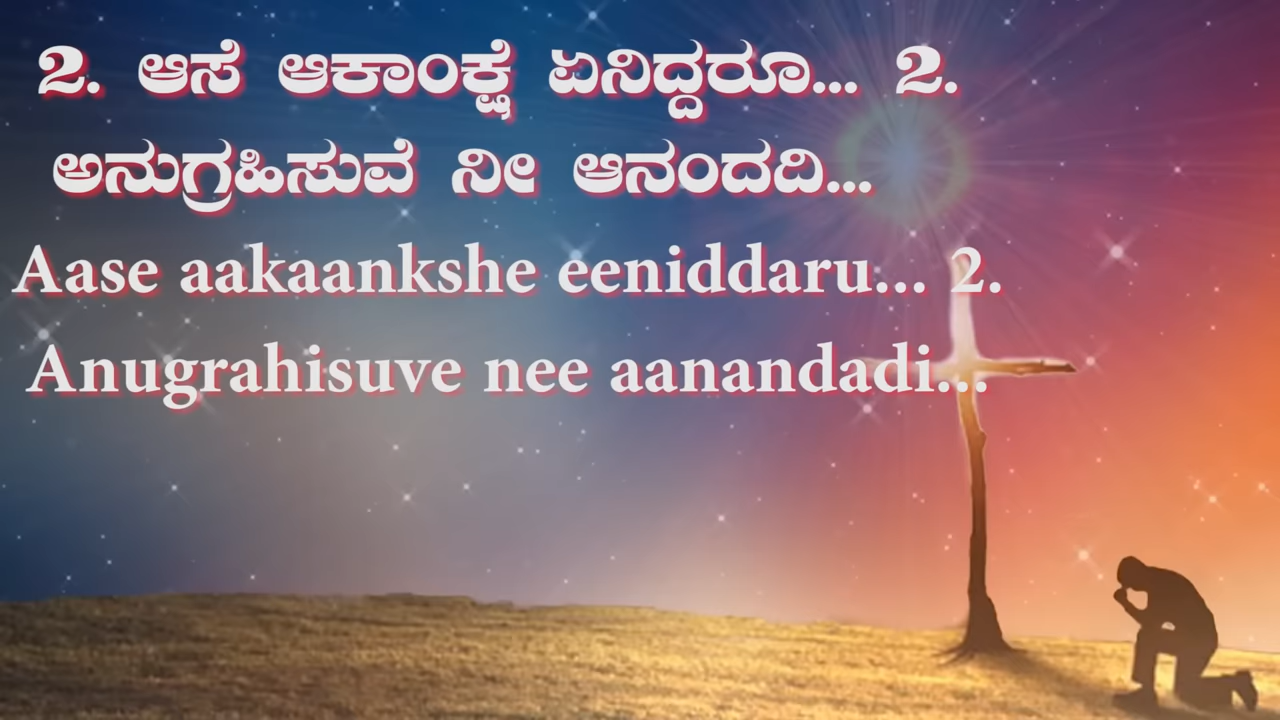 2. ಆಸೆ ಆಕಾಂಕ್ಷೆ ಏನಿದ್ದರೂ... 2.
ಅನುಗ್ರಹಿಸುವೆ ನೀ ಆನಂದದಿ...
Aase aakaankshe eeniddaru... 2.
Anugrahisuve nee aanandadi...